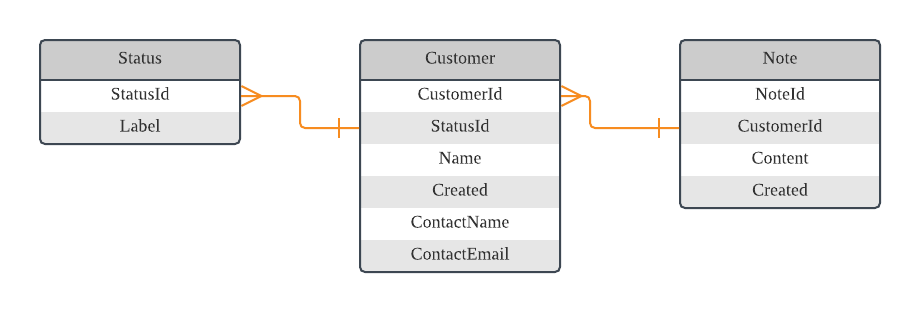 Status
StatusId
Label
Customer
CustomerId
StatusId
Name
Created
ContactName
ContactEmail
Note
NoteId
CustomerId
Content
Created